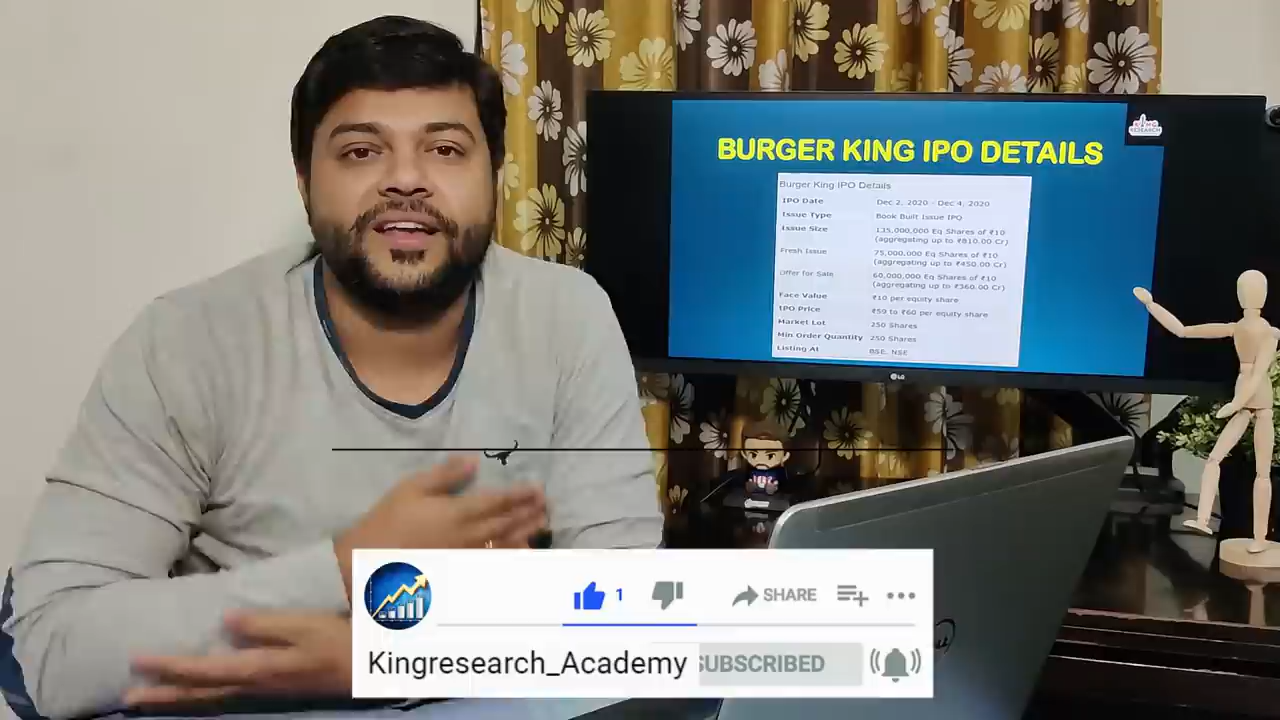 KING
RESEARCH
BURGER KING IPO DETAILS
Burger King IPO Details
IPO Date Dec 2, 2020 - Dec 4, 2020
Issue Type Book Built Issue IPO
Issue Size 135,000,000 Eq Shares of ₹10
(aggregating up to ₹810.00 Cr)
Fresh Issue 75,000,000 Eq Shares of ₹10
(aggregating up to ₹450.00 Cr)
Offer for Sale 60,000,000 Eq Shares of ₹10
(aggregating up to ₹360.00 Cr)
Face Value ₹10 per equity share
IPO Price ₹59 to ₹60 per equity share
Market Lot 250 Shares
Min Order Quantity 250 Shares
Listing At BSE, NSE
LG
1 SHARE
Kingresearch_Academy SUBSCRIBED